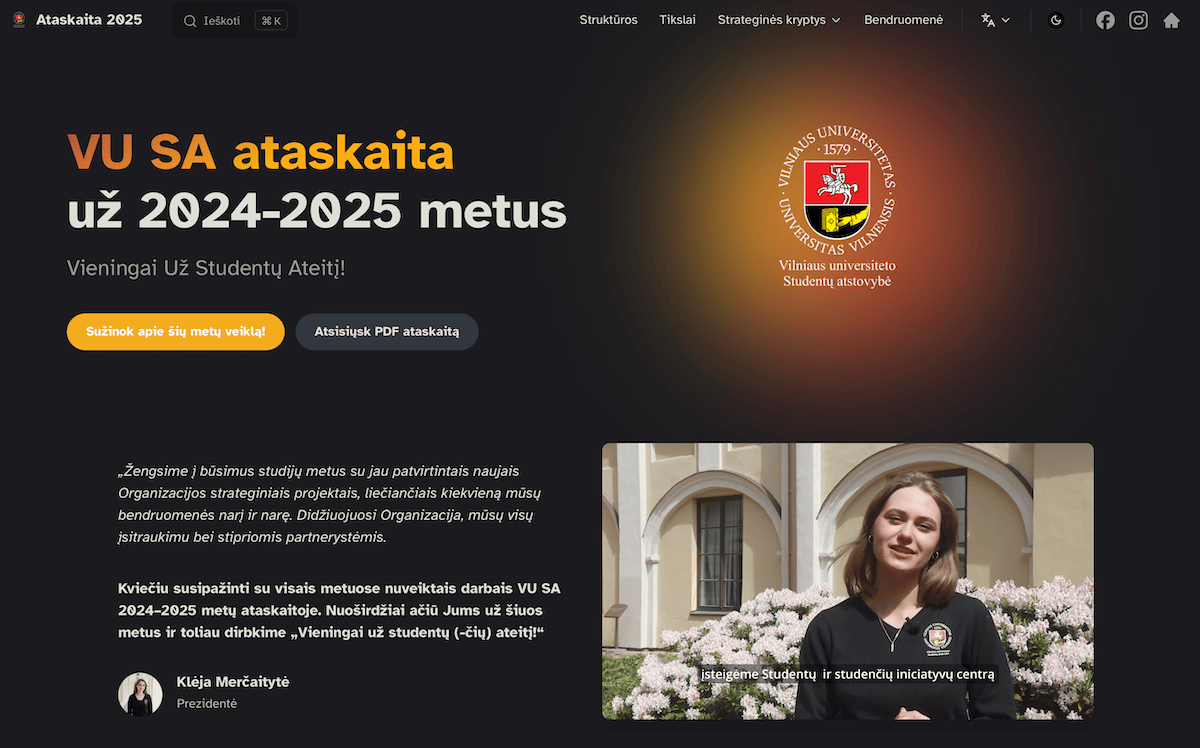 Ataskaita 2025
Ieškoti
⌘ K
Struktūros
Tikslai
Strateginės kryptys
Bendruomenė
VU SA ataskaita
už 2024-2025 metus
Vieningai Už Studentų Ateitį!
Sužinok apie šių metų veiklą!
Atsisiųsk PDF ataskaitą
VILNIAUS UNIVERSITETAS
· 1579 ·
UNIVERSITAS VILNENSIS
Vilniaus universiteto
Studentų atstovybė
„Žengsime į būsimus studijų metus su jau patvirtintais naujais
Organizacijos strateginiais projektais, liečiančiais kiekvieną mūsų
bendruomenės narį ir narę. Didžiuojuosi Organizacija, mūsų visų
įsitraukimu bei stipriomis partnerystėmis.
Kviečiu susipažinti su visais metuose nuveiktais darbais VU SA
2024–2025 metų ataskaitoje. Nuoširdžiai ačiū Jums už šiuos
metus ir toliau dirbkime „Vieningai už studentų (-čių) ateitį!“
Klėja Merčaitytė
Prezidentė
įsteigėme Studentų ir studenčių iniciatyvų centrą